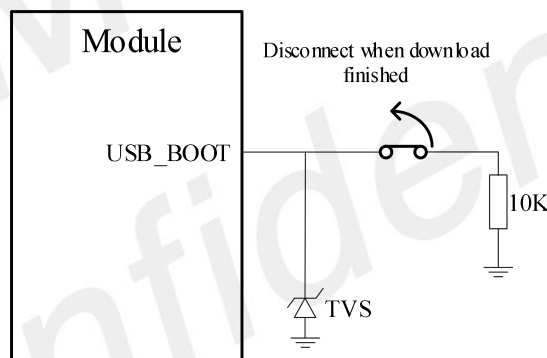 Module
Disconnect when download
finished
USB_BOOT
10K
TVS